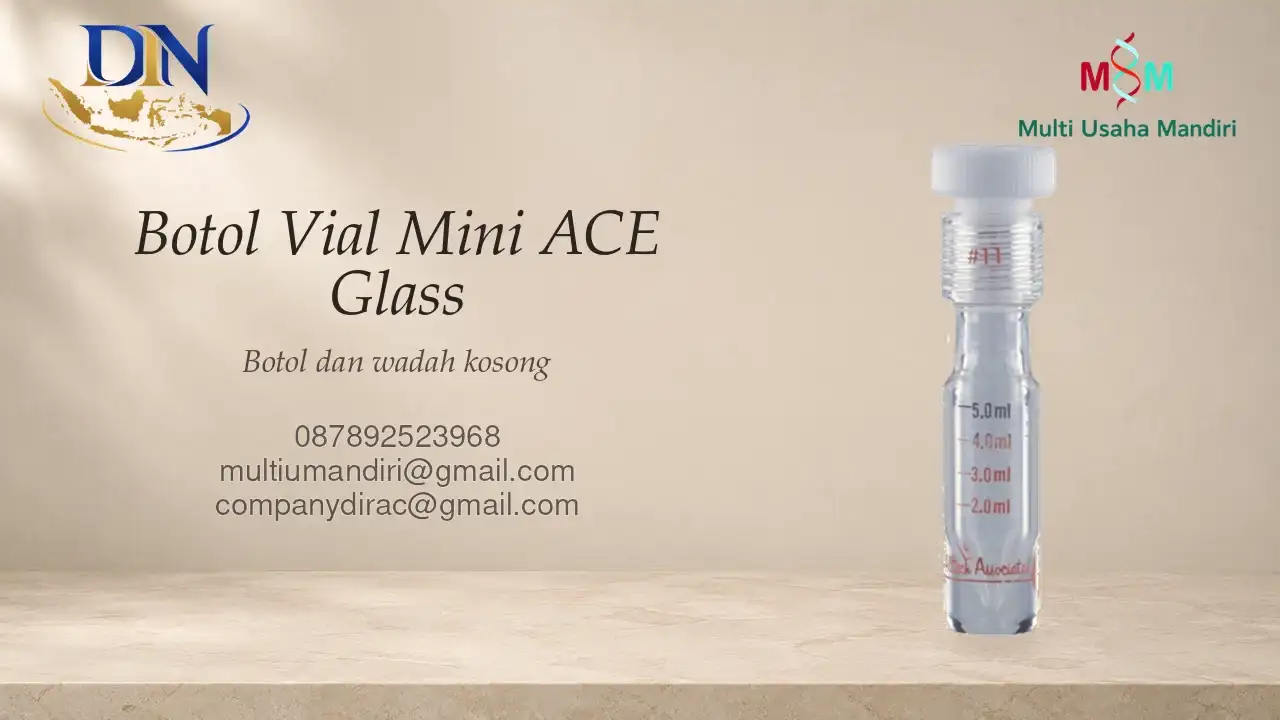 DN
MSM
Multi Usaha Mandiri
Botol Vial Mini ACE
Glass
Botol dan wadah kosong
087892523968
multiumandiri@gmail.com
companydirac@gmail.com
#11
5.0ml
4.0ml
3.0ml
2.0ml